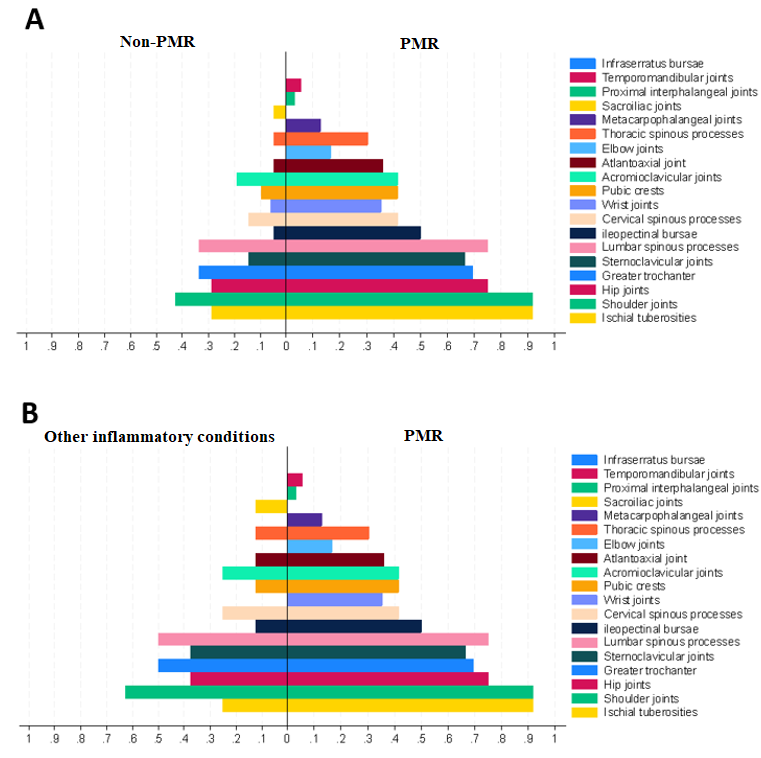 A
Non-PMR PMR
Infraserratus bursae
Temporomandibular joints
Proximal interphalangeal joints
Sacroiliac joints
Metacarpophalangeal joints
Thoracic spinous processes
Elbow joints
Atlantoaxial joint
Acromioclavicular joints
Pubic crests
Wrist joints
Cervical spinous processes
ileopectinal bursae
Lumbar spinous processes
Sternoclavicular joints
Greater trochanter
Hip joints
Shoulder joints
Ischial tuberosities
1 .9 .8 .7 .6 .5 .4 .3 .2 .1 0 .1 .2 .3 .4 .5 .6 .7 .8 .9 1
B
Other inflammatory conditions PMR
Infraserratus bursae
Temporomandibular joints
Proximal interphalangeal joints
Sacroiliac joints
Metacarpophalangeal joints
Thoracic spinous processes
Elbow joints
Atlantoaxial joint
Acromioclavicular joints
Pubic crests
Wrist joints
Cervical spinous processes
ileopectinal bursae
Lumbar spinous processes
Sternoclavicular joints
Greater trochanter
Hip joints
Shoulder joints
Ischial tuberosities
1 .9 .8 .7 .6 .5 .4 .3 .2 .1 0 .1 .2 .3 .4 .5 .6 .7 .8 .9 1